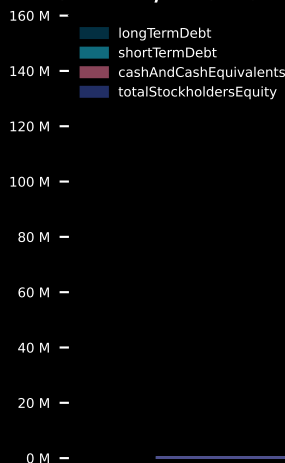 160 M
longTermDebt
shortTermDebt
140 M
cashAndCashEquivalents
totalStockholdersEquity
120 M
100 M
80 M
60 M
40 M
20 M
0 M